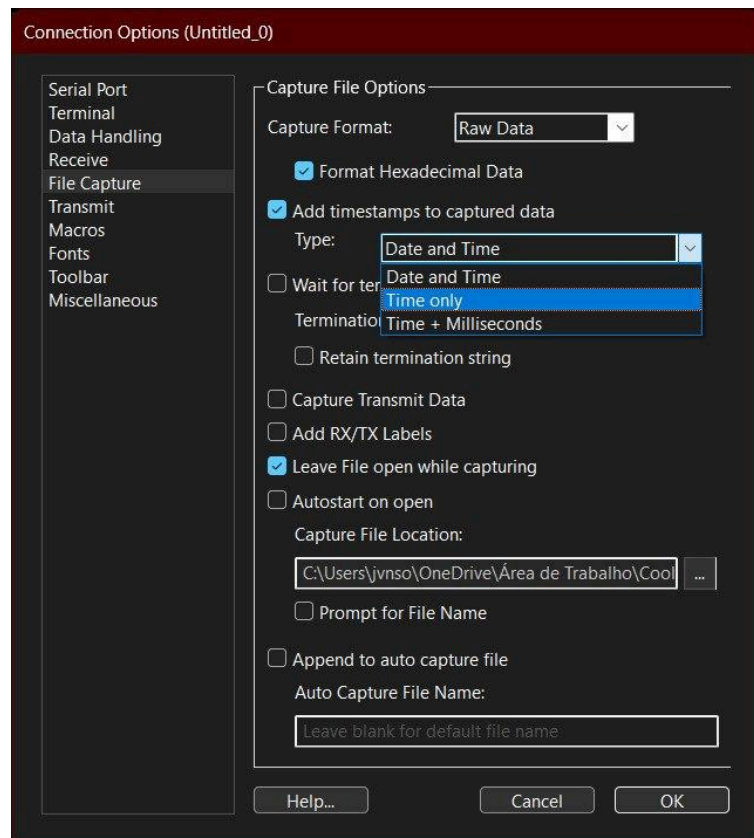 Connection Options (Untitled_0)
Serial Port
Terminal
Data Handling
Receive
File Capture
Transmit
Macros
Fonts
Toolbar
Miscellaneous
Capture File Options
Capture Format: Raw Data
Format Hexadecimal Data
Add timestamps to captured data
Type: Date and Time
Date and Time
Wait for ter
Time only
Termination
Time + Milliseconds
Retain termination string
Capture Transmit Data
Add RX/TX Labels
Leave File open while capturing
Autostart on open
Capture File Location:
C:\Users\jvnso\OneDrive\Área de Trabalho\Cool ...
Prompt for File Name
Append to auto capture file
Auto Capture File Name:
Leave blank for default file name
Help... Cancel OK